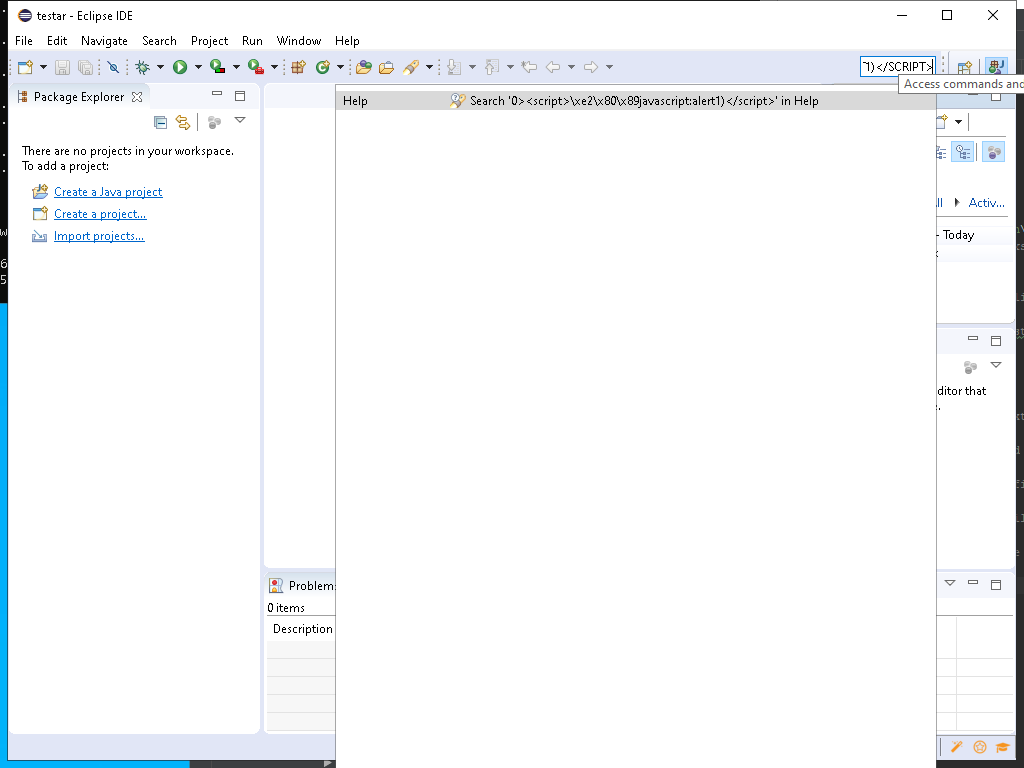 testar - Eclipse IDE
File Edit Navigate Search Project Run Window Help
1)</SCRIPT>
Access commands and
Package Explorer
Help Search '0><script>\xe2\x80\x89javascript:alert1)</script>' in Help
There are no projects in your workspace.
To add a project:
Create a Java project
Create a project...
Import projects...
Activ...
- Today
ditor that
Problem
0 items
Description